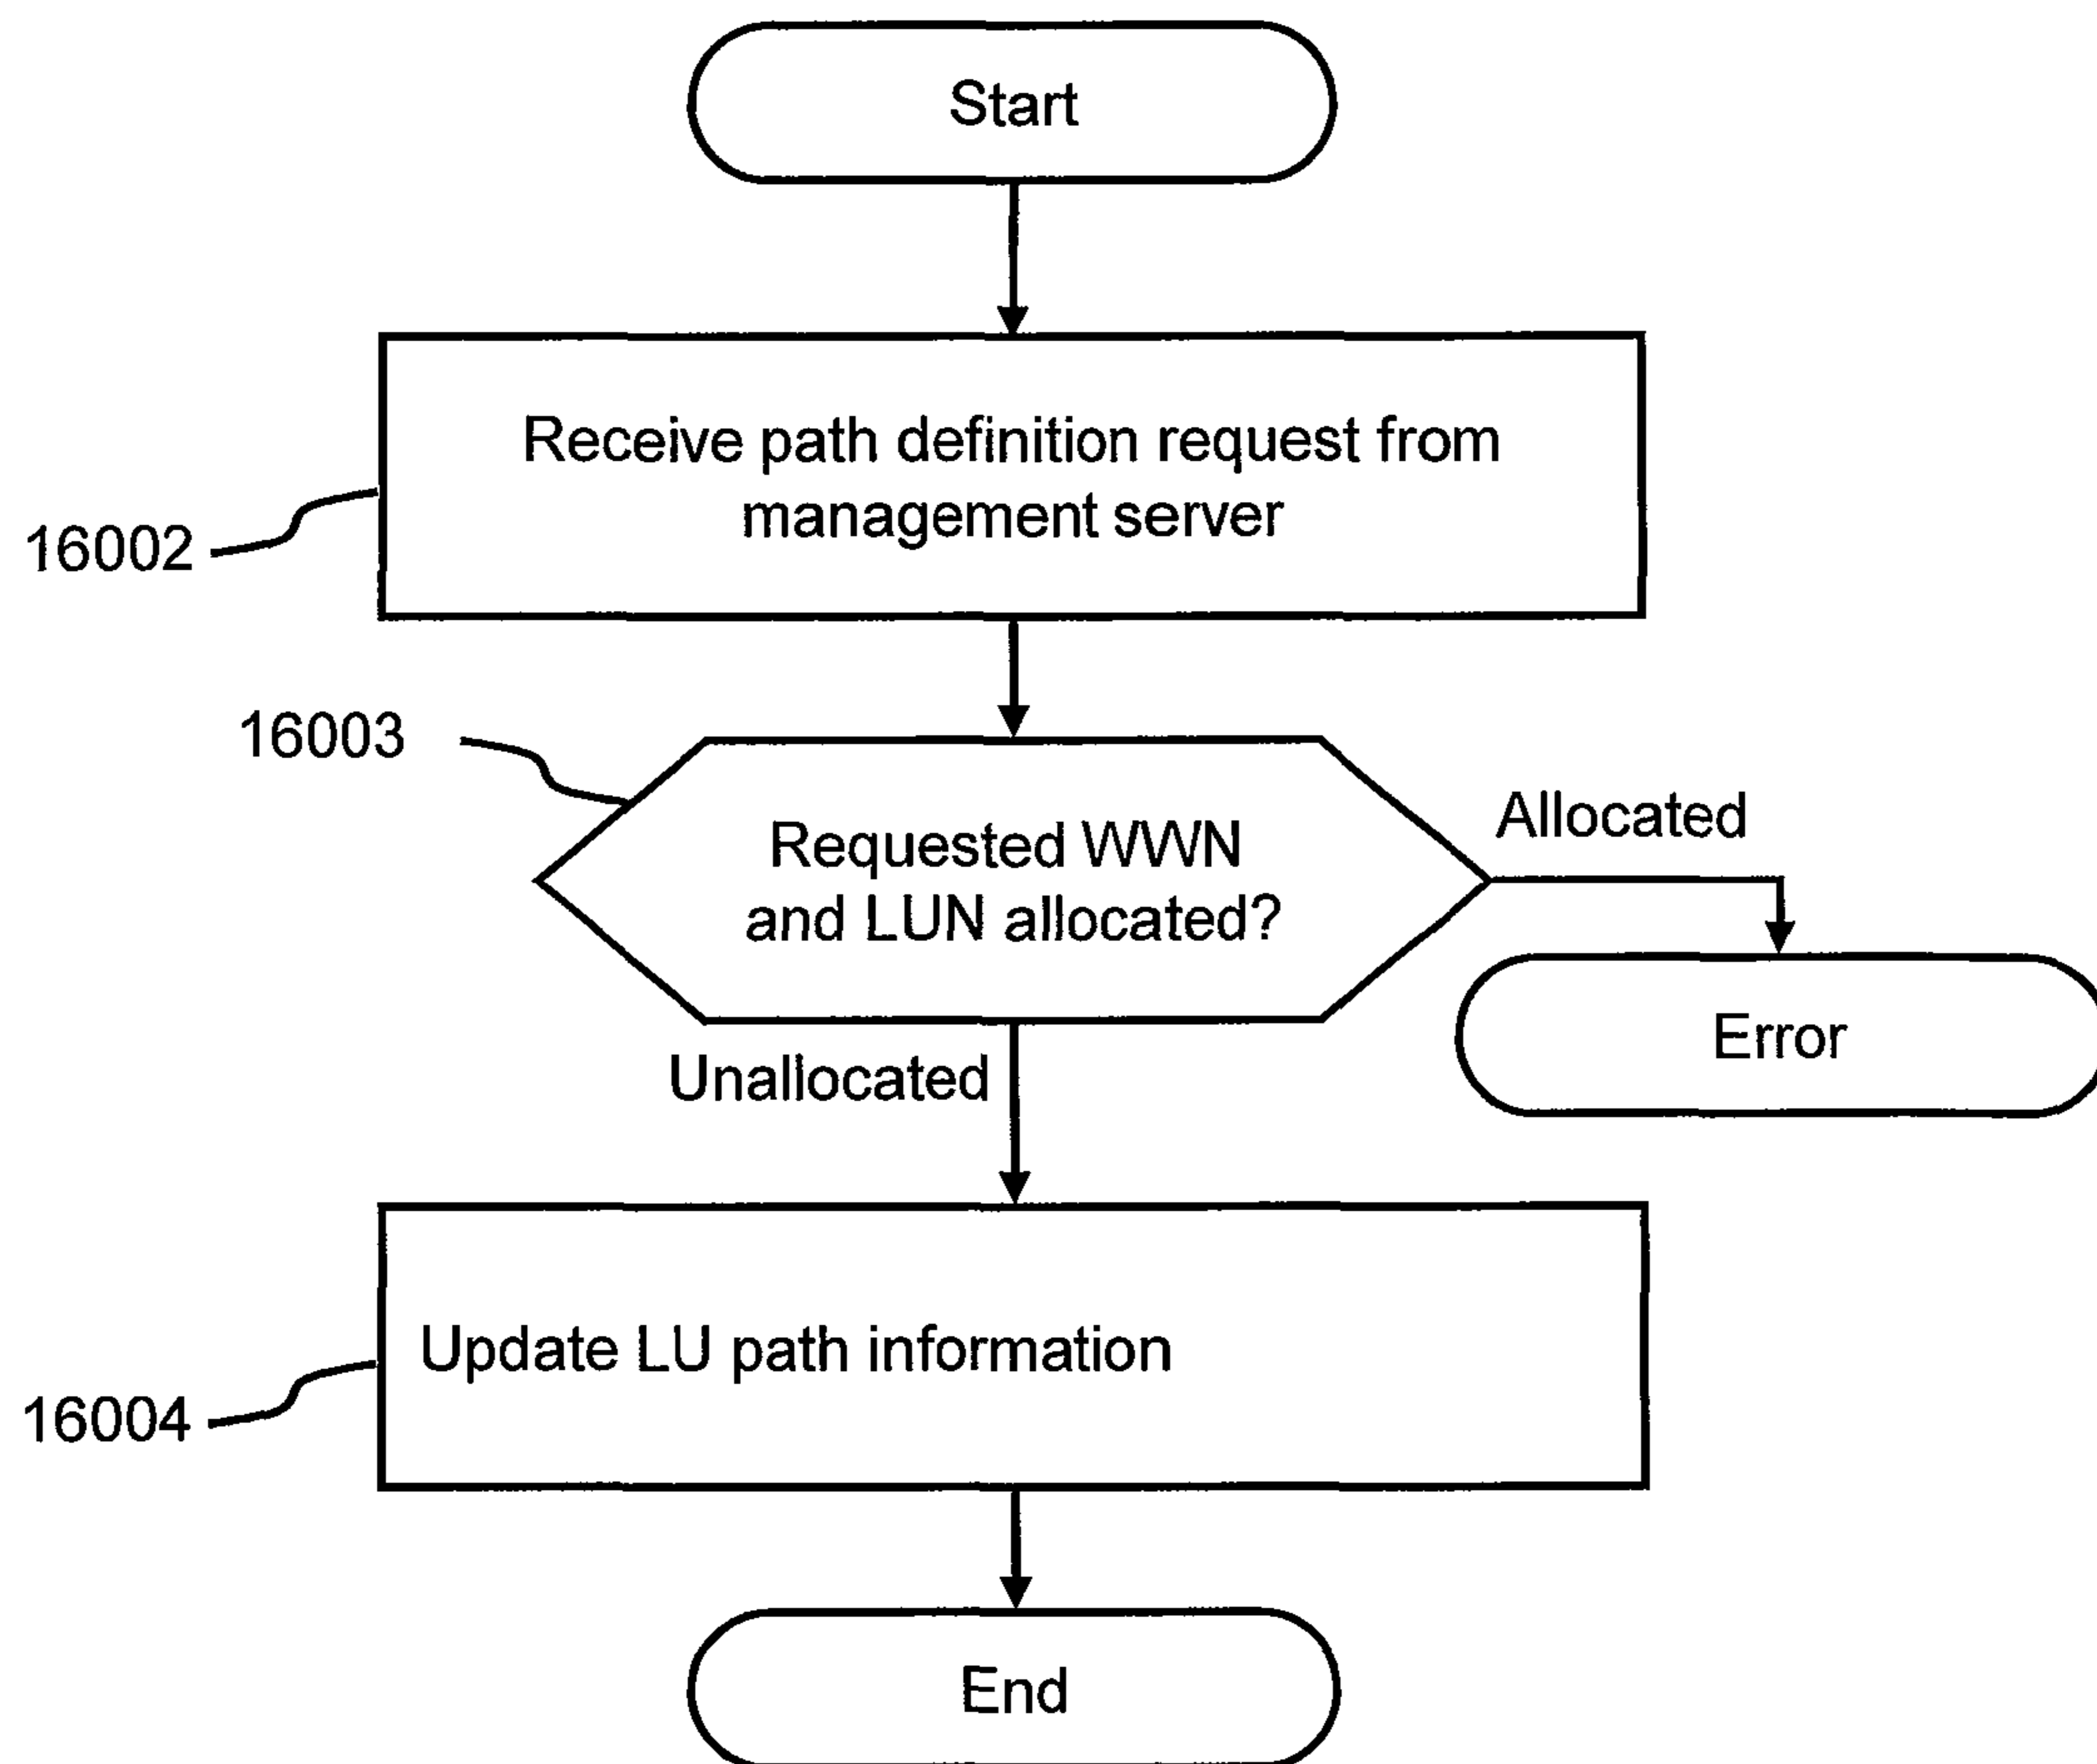 Start
Receive path definition request from
management server
16002
16003
Requested WWN
and LUN allocated?
Allocated
Error
Unallocated
Update LU path information
16004
End